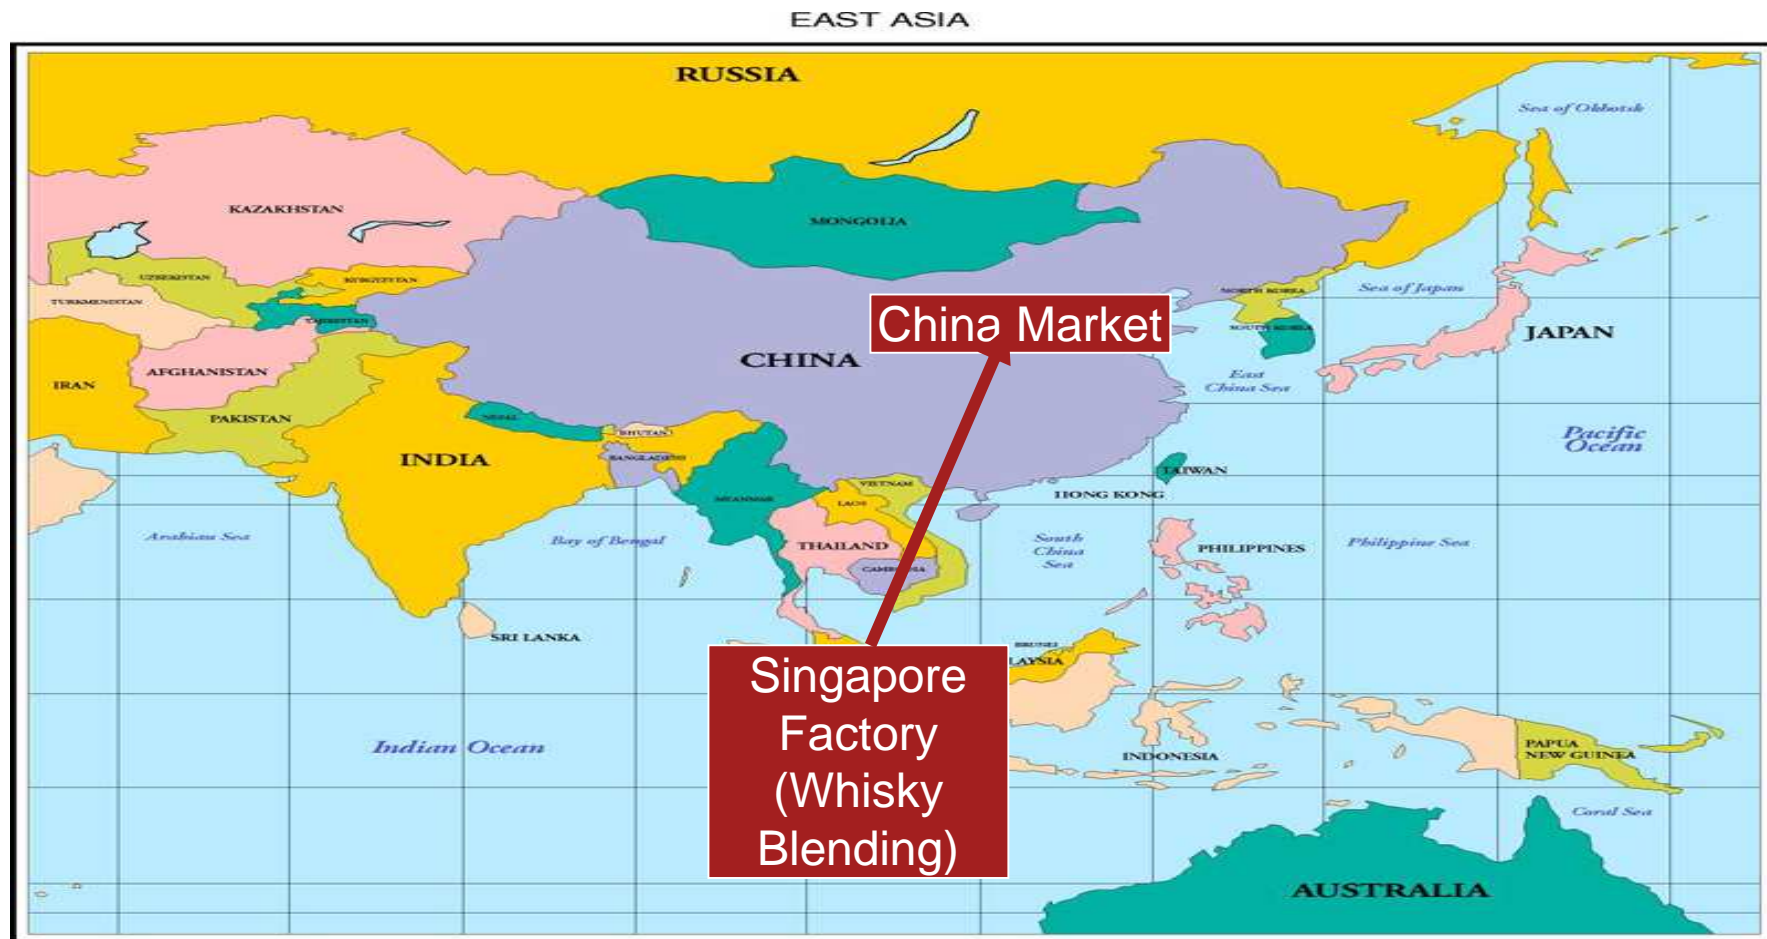 EAST ASIA
RUSSIA
Sea of Okhotsk
KAZAKHSTAN
MONGOLIA
UZBEKISTAN
KYRGYZSTAN
TURKMENISTAN
TAJIKISTAN
NORTH KOREA
Sea of Japan
SOUTH KOREA
China Market
JAPAN
CHINA
AFGHANISTAN
IRAN
East
China Sea
PAKISTAN
NEPAL
BHUTAN
Pacific
Ocean
INDIA
BANGLADESH
TAIWAN
VIETNAM
HONG KONG
MYANMAR
LAOS
Arabian Sea
Bay of Bengal
THAILAND
South
China
Sea
PHILIPPINES
Philippine Sea
CAMBODIA
SRI LANKA
BRUNEI
LAYSIA
Singapore
Factory
(Whisky
Blending)
Indian Ocean
INDONESIA
PAPUA
NEW GUINEA
Coral Sea
AUSTRALIA